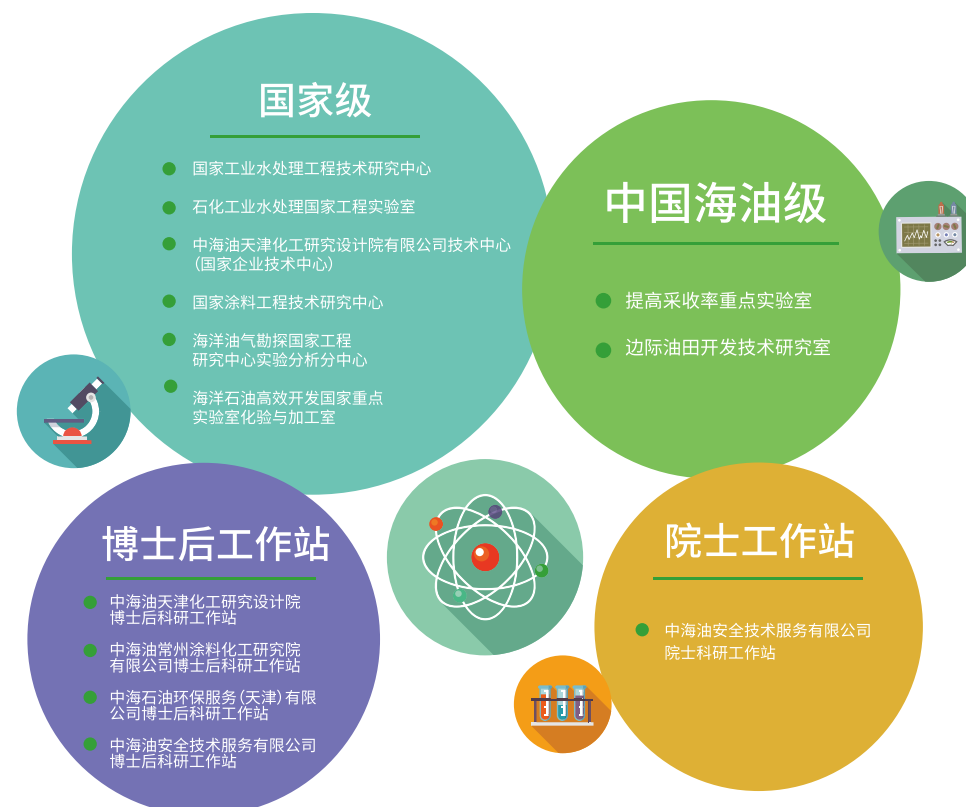 国家级
国家工业水处理工程技术研究中心
石化工业水处理国家工程实验室
中海油天津化工研究设计院有限公司技术中心
（国家企业技术中心）
国家涂料工程技术研究中心
海洋油气勘探国家工程
研究中心实验分析分中心
海洋石油高效开发国家重点
实验室化验与加工室
中国海油级
提高采收率重点实验室
边际油田开发技术研究室
博士后工作站
中海油天津化工研究设计院
博士后科研工作站
中海油常州涂料化工研究院
有限公司博士后科研工作站
中海石油环保服务（天津）有限
公司博士后科研工作站
中海油安全技术服务有限公司
博士后科研工作站
院士工作站
中海油安全技术服务有限公司
院士科研工作站